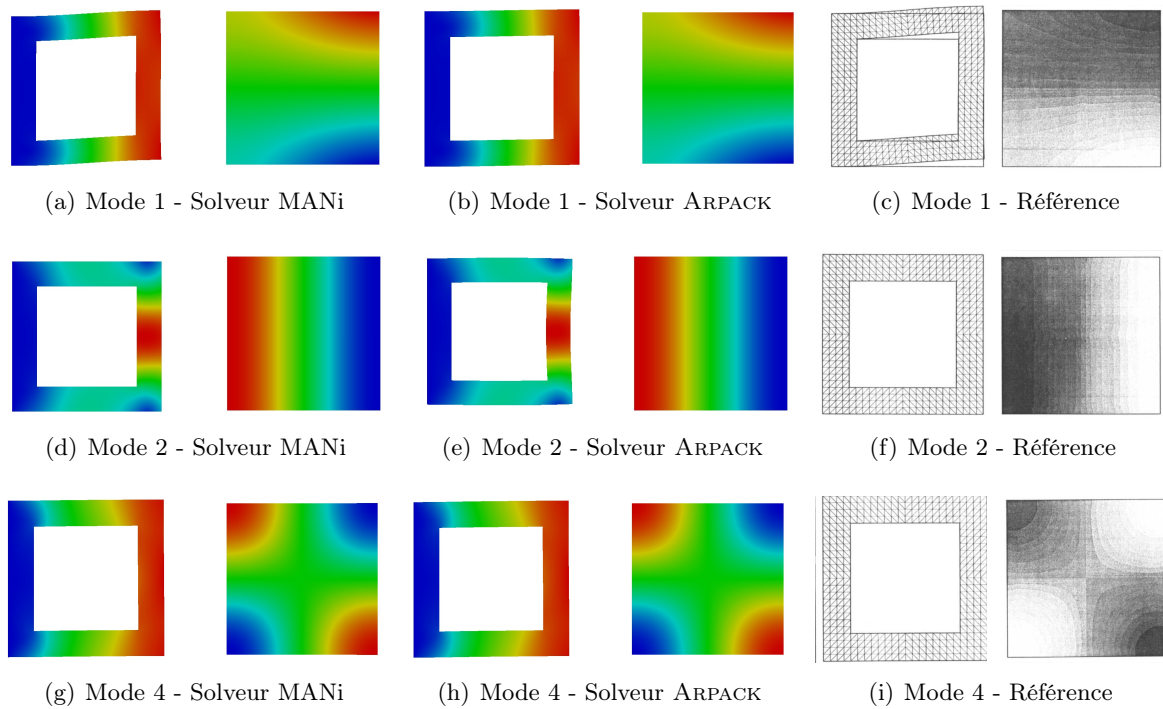 (a) Mode 1 - Solveur MANi
(b) Mode 1 - Solveur ARPACK
(c) Mode 1 - Référence
(d) Mode 2 - Solveur MANi
(e) Mode 2 - Solveur ARPACK
(f) Mode 2 - Référence
(g) Mode 4 - Solveur MANi
(h) Mode 4 - Solveur ARPACK
(i) Mode 4 - Référence